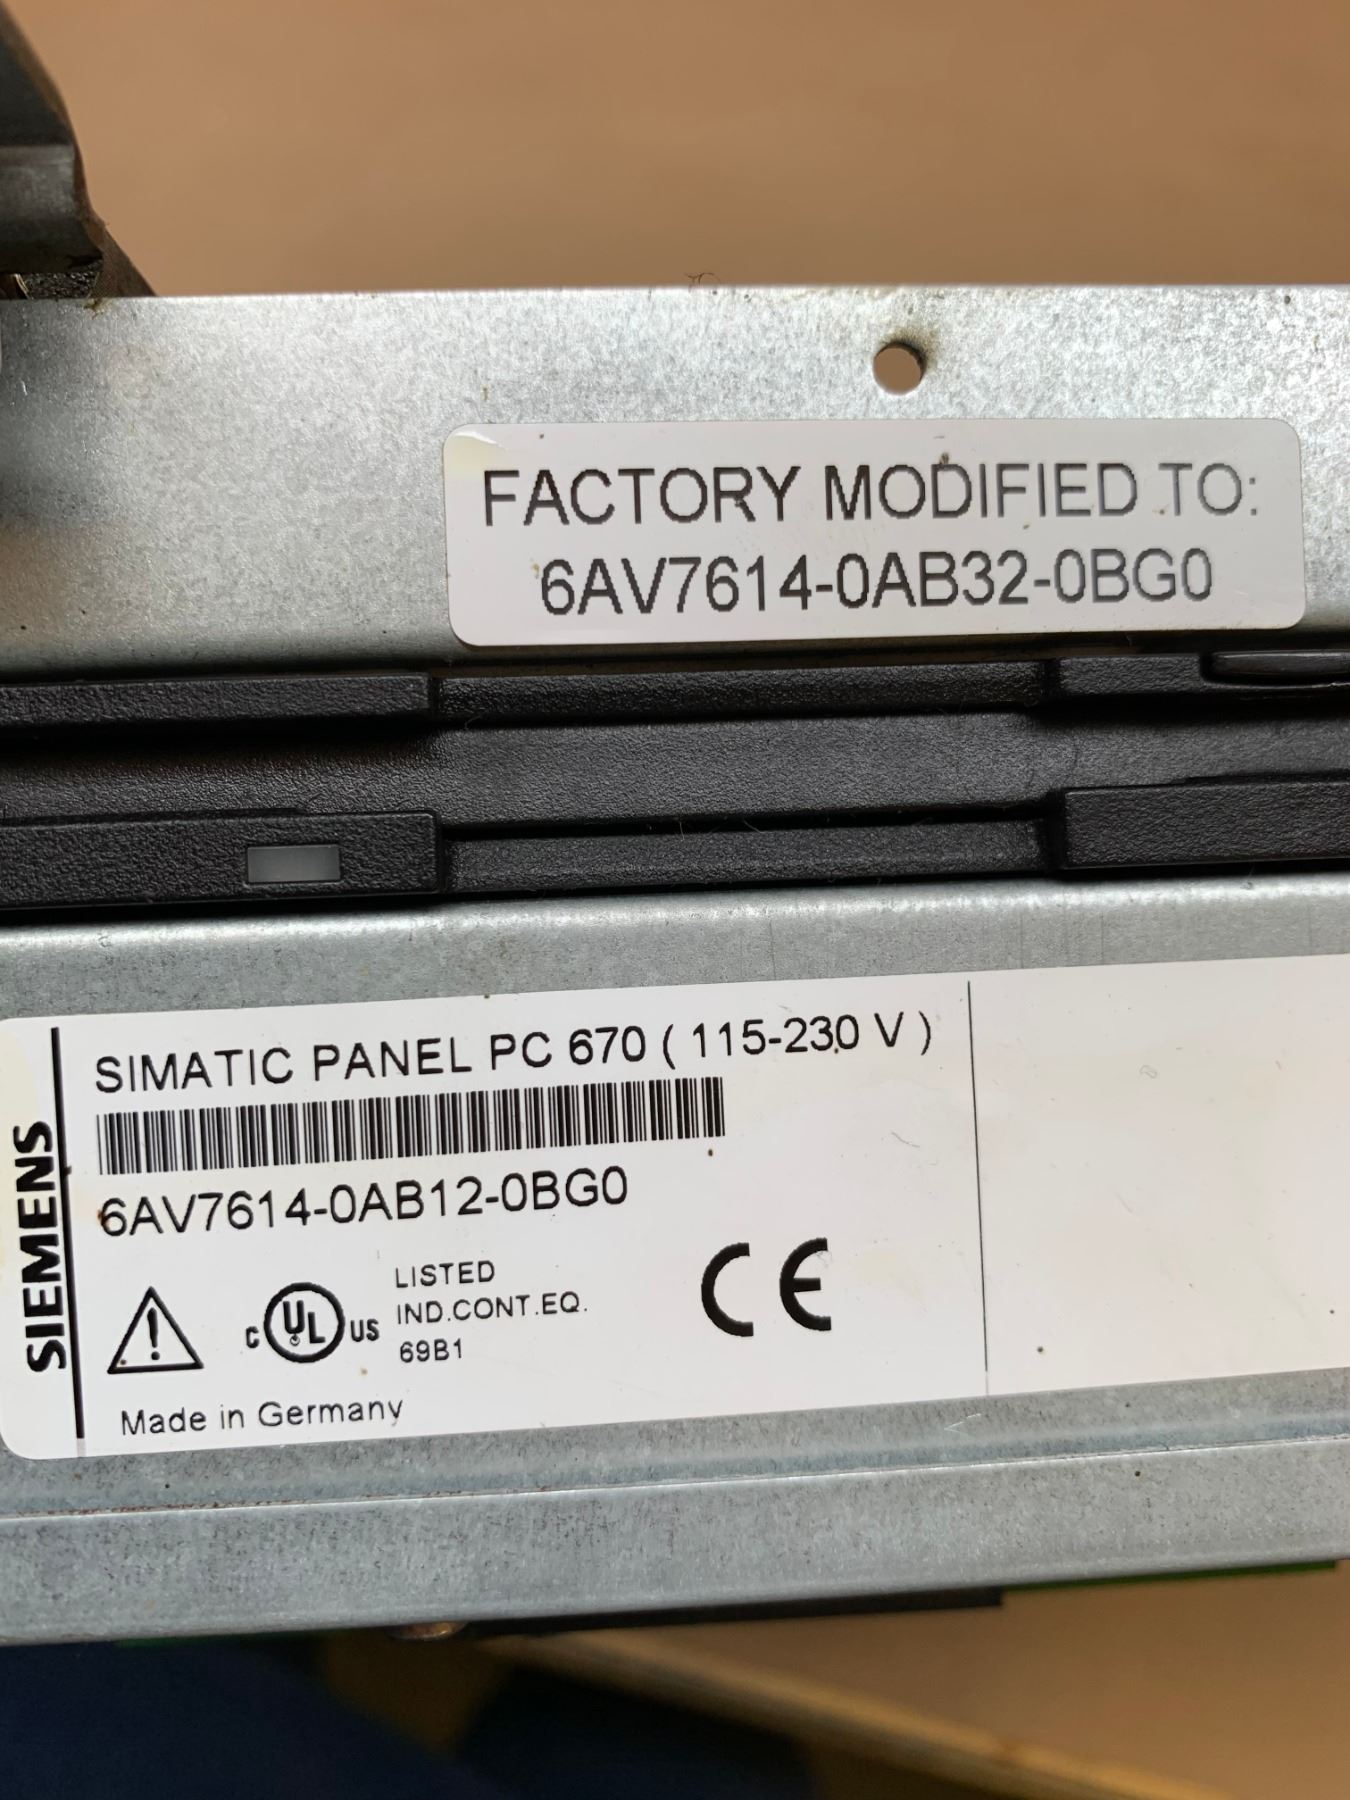 FACTORY MODIFIED TO:
6AV7614-0AB32-0BG0
SIEMENS
SIMATIC PANEL PC 670 ( 115-230 V )
6AV7614-0AB12-0BG0
C UL US
LISTED
IND.CONT.EQ.
69B1
CE
Made in Germany